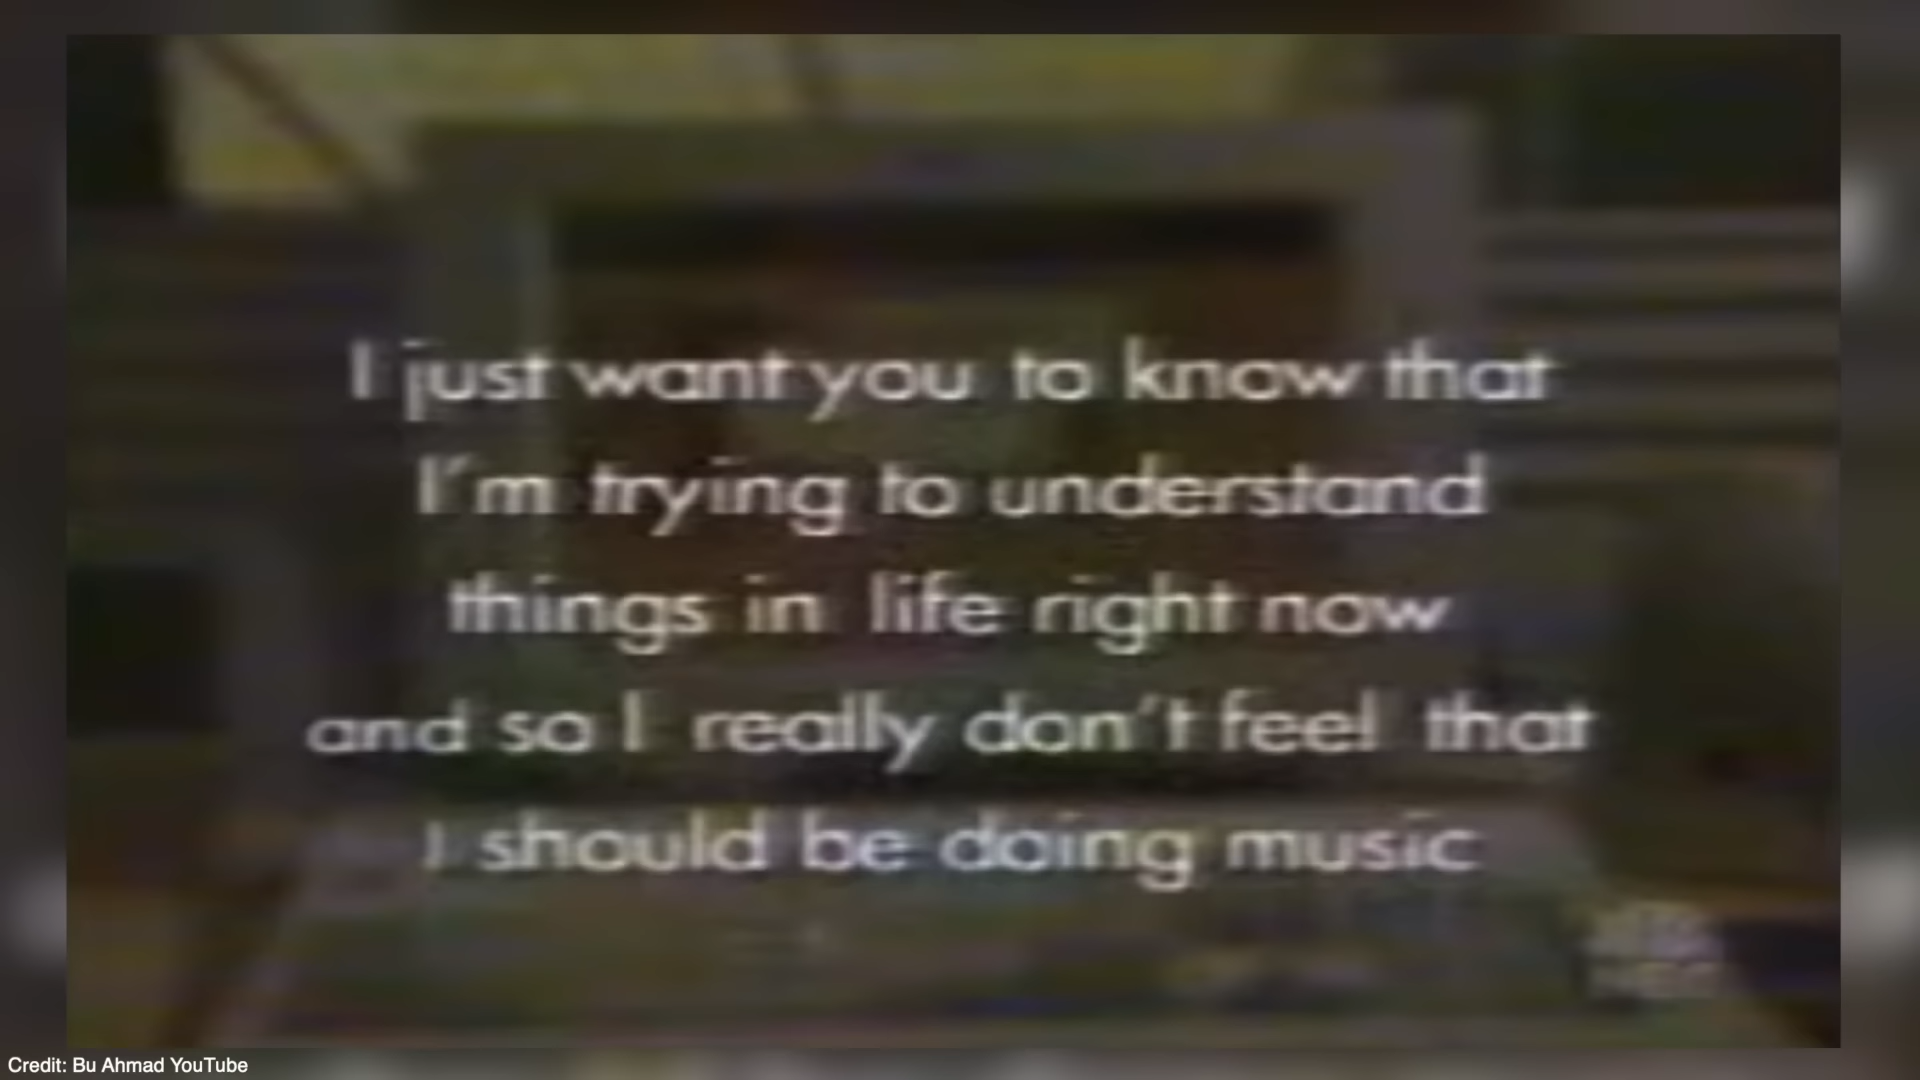 I just want you to know that
I'm trying to understand
things in life right now
and so I really don't feel that
I should be doing music
NBC
Credit: Bu Ahmad YouTube